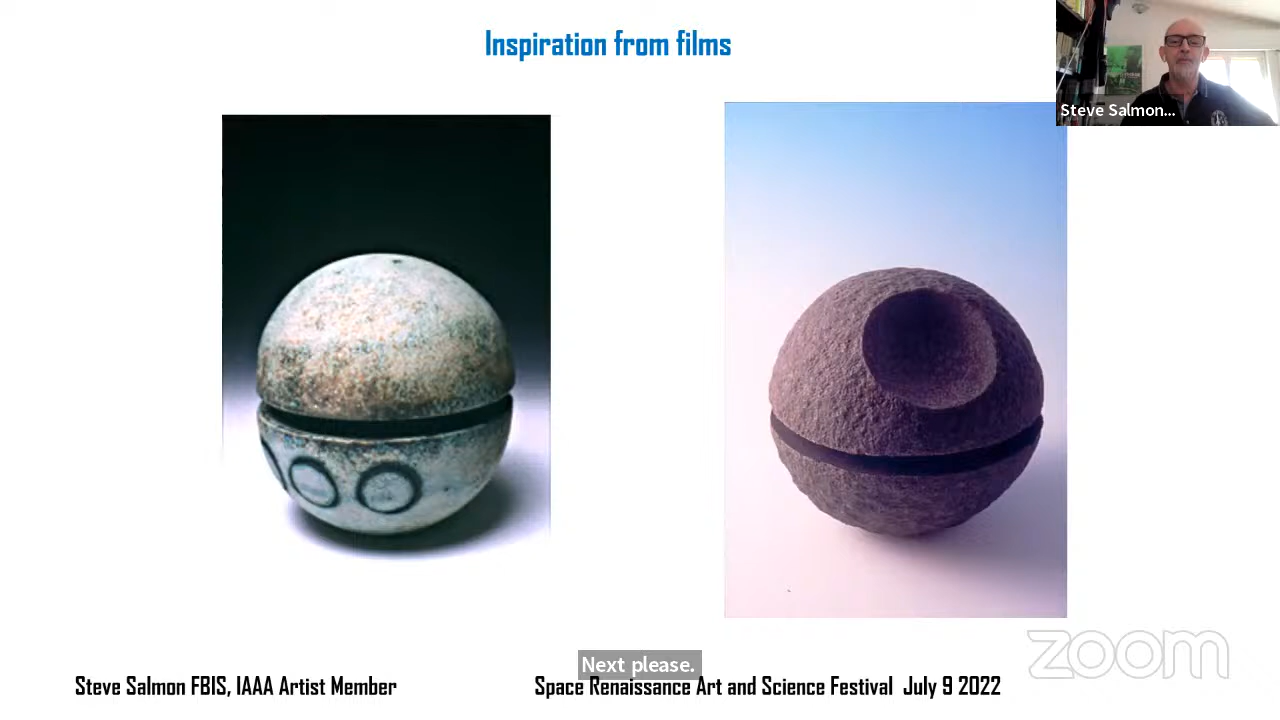 Inspiration from films
Steve Salmon...
zoom
Next please.
Steve Salmon FBIS, IAAA Artist Member
Space Renaissance Art and Science Festival July 9 2022